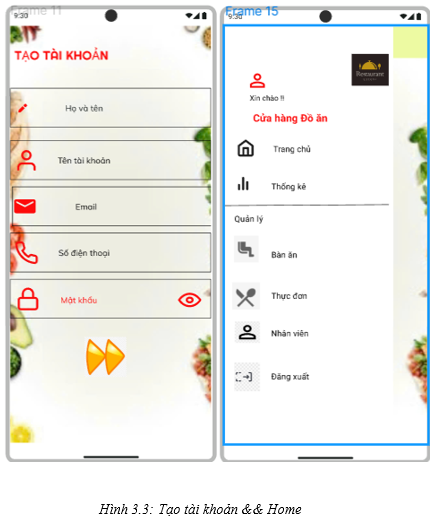 Frame 11
9:30
TẠO TÀI KHOẢN
Họ và tên
Tên tài khoản
Email
Số điện thoại
Mật khẩu
Frame 15
9:30
Restaurant
Xin chào !!
Cửa hàng Đồ ăn
Trang chủ
Thống kê
Quản lý
Bàn ăn
Thực đơn
Nhân viên
Đăng xuất
Hình 3.3: Tạo tài khoản && Home